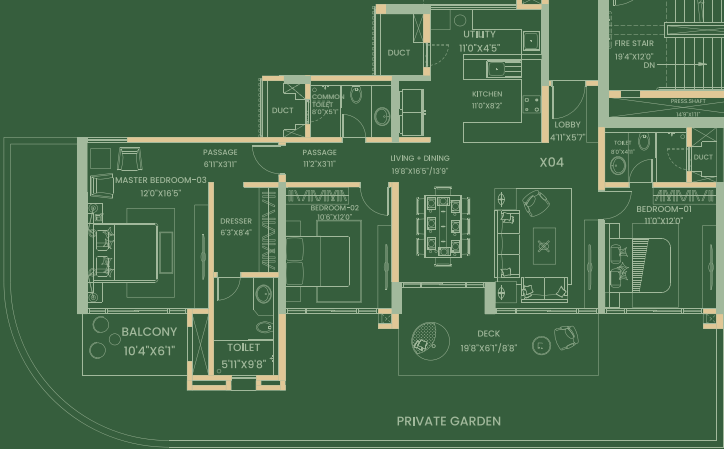 UTILITY
11'0"X4'5"
DUCT
FIRE STAIR
19'4"X12'0"
DN
KITCHEN
11'0"X8'2"
COMMON
TOILET
8'0"X5'1"
DUCT
PRESS SHAFT
LOBBY
4'11"X5'7"
TOILET
PASSAGE
6'11"X3'11"
PASSAGE
11'2"X3'11"
LIVING + DINING
19'8"X16'5"/13'9"
X04
DUCT
MASTER BEDROOM-03
12'0"X16'5"
DRESSER
6'3"X8'4"
BEDROOM-02
10'6"X12'0"
BEDROOM-01
11'0"X12'0"
BALCONY
10'4"X6'1"
TOILET
5'11"X9'8"
DECK
19'8"X6'1"/8'8"
PRIVATE GARDEN